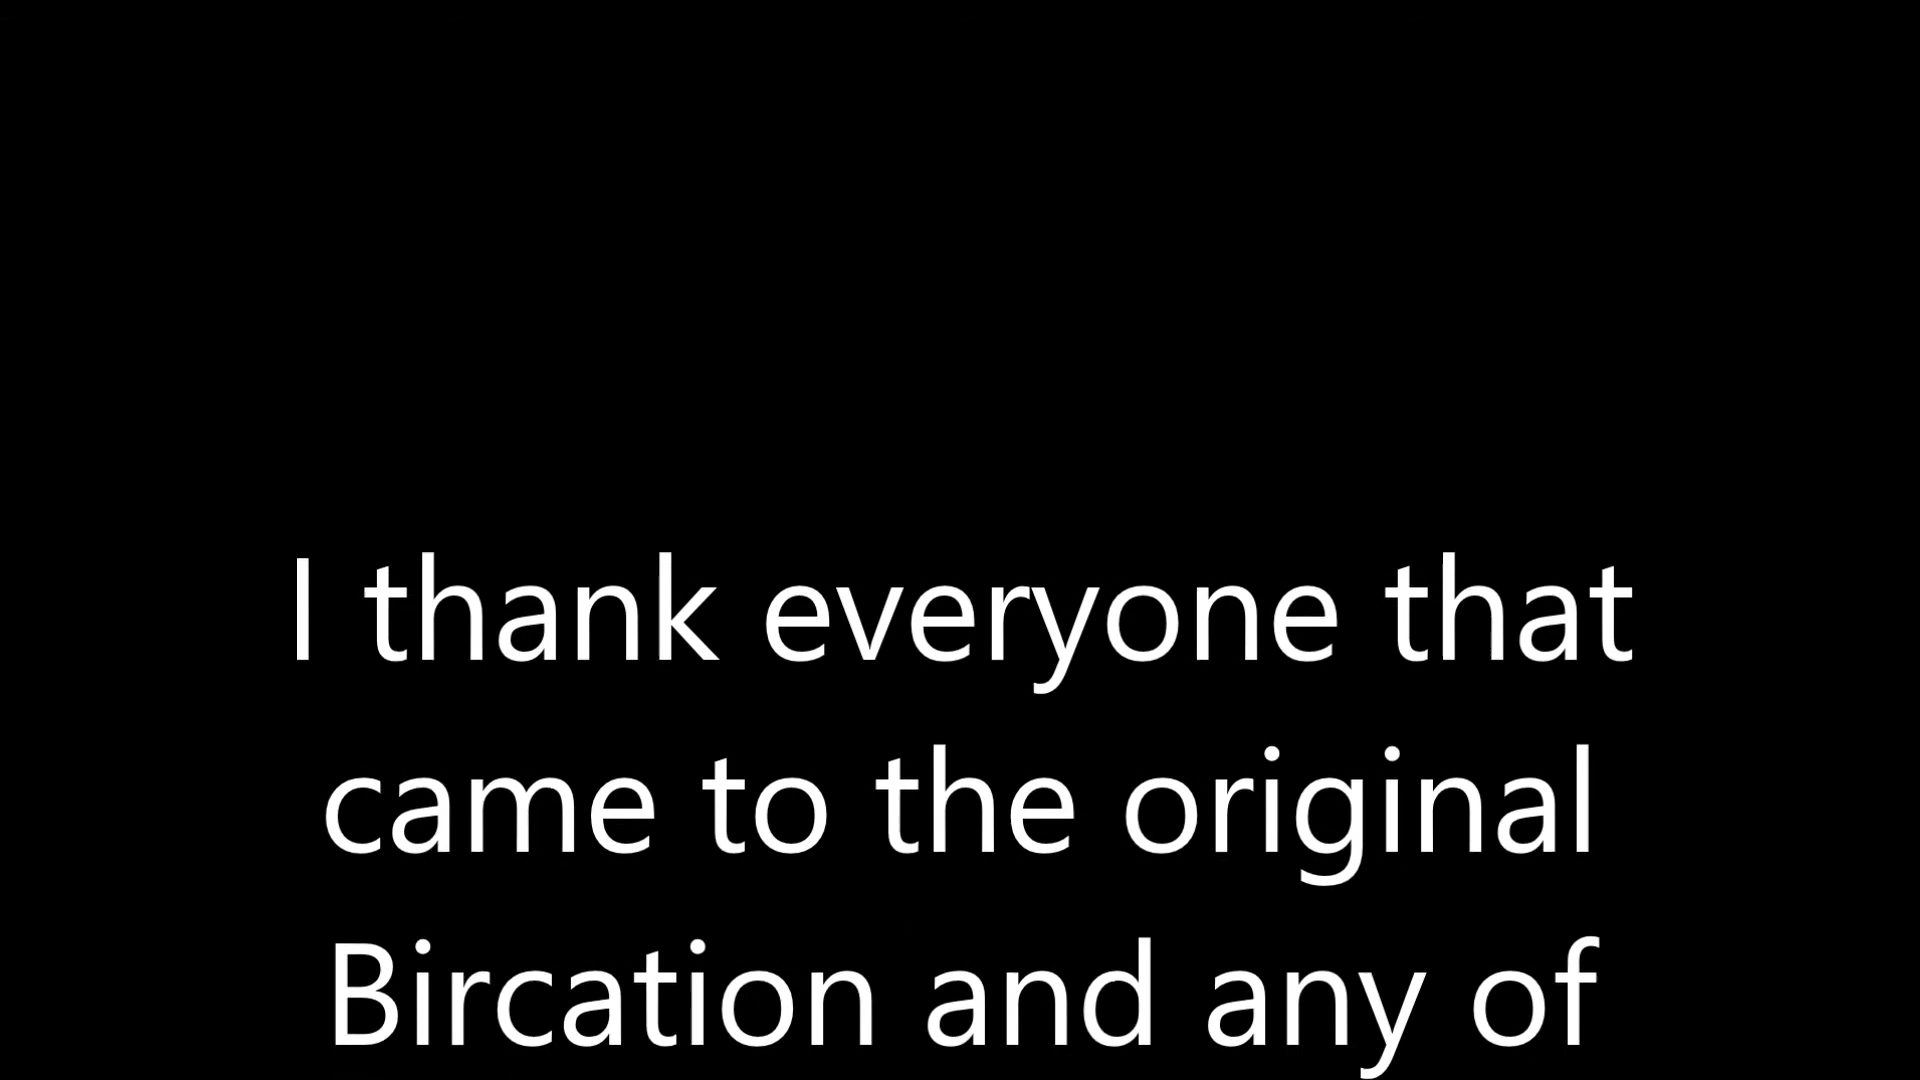 I thank everyone that
came to the original
Bircation and any of